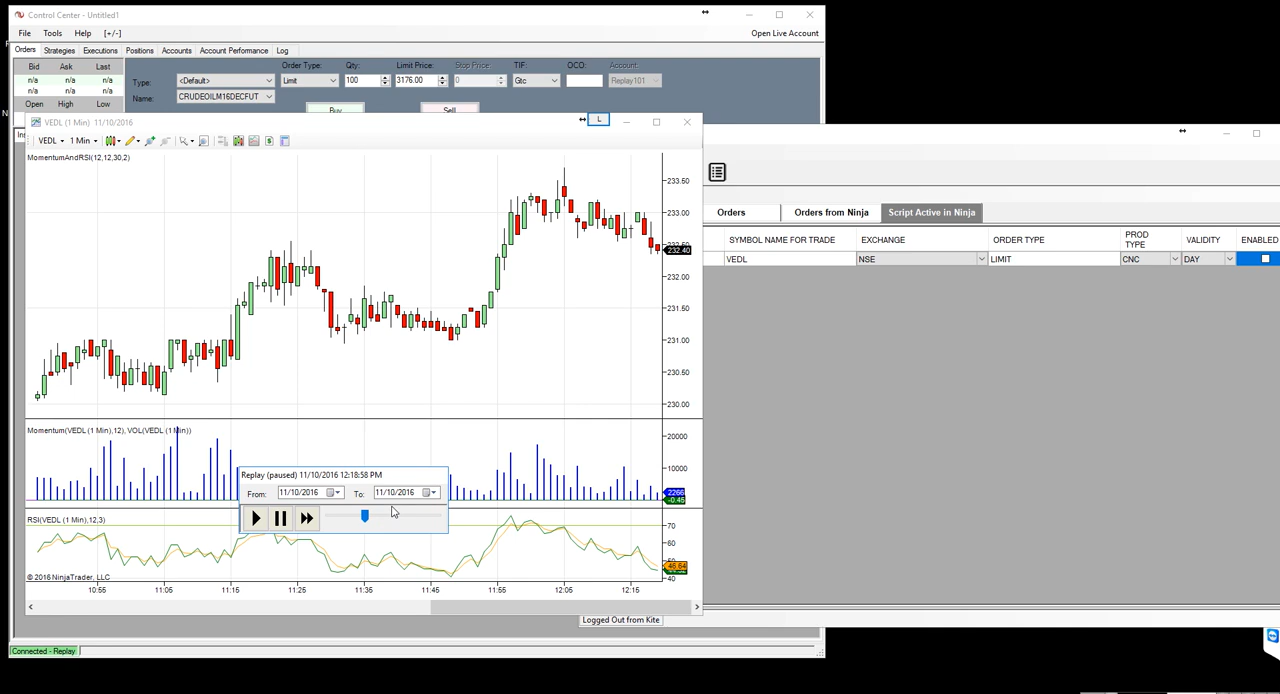 Control Center - Untitled1
File Tools Help [+/-]
Open Live Account
Orders Strategies Executions Positions Accounts Account Performance Log
Bid Ask Last
n/a n/a n/a
n/a n/a n/a
Open High Low
Type: <Default>
Name: CRUDEOILM16DECFUT
Order Type: Qty: Limit Price: Stop Price: TIF: OCO: Account:
Limit 100 3176.00 0 Gtc Replay101
Buy Sell
VEDL (1 Min) 11/10/2016
L
VEDL 1 Min
MomentumAndRSI(12,12,30,2)
233.50
233.00
232.50
232.40
232.00
231.50
231.00
230.50
230.00
Momentum(VEDL (1 Min),12), VOL(VEDL (1 Min))
20000
10000
2266
-0.45
Replay (paused) 11/10/2016 12:18:58 PM
From: 11/10/2016 To: 11/10/2016
RSI(VEDL (1 Min),12,3)
70
60
50
46.64
40
© 2016 NinjaTrader, LLC
10:55 11:05 11:15 11:26 11:35 11:45 11:55 12:05 12:15
Logged Out from Kite
Connected - Replay
Orders Orders from Ninja Script Active in Ninja
SYMBOL NAME FOR TRADE EXCHANGE ORDER TYPE PROD TYPE VALIDITY ENABLED
VEDL NSE LIMIT CNC DAY